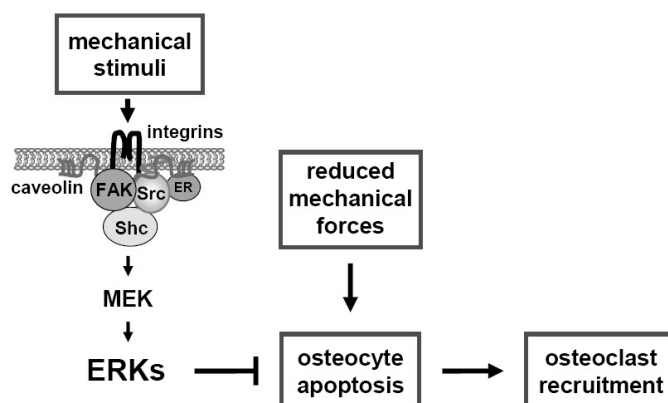 mechanical
stimuli
integrins
caveolin
FAK
Src
ER
Shc
reduced
mechanical
forces
MEK
ERKs
osteocyte
apoptosis
osteoclast
recruitment